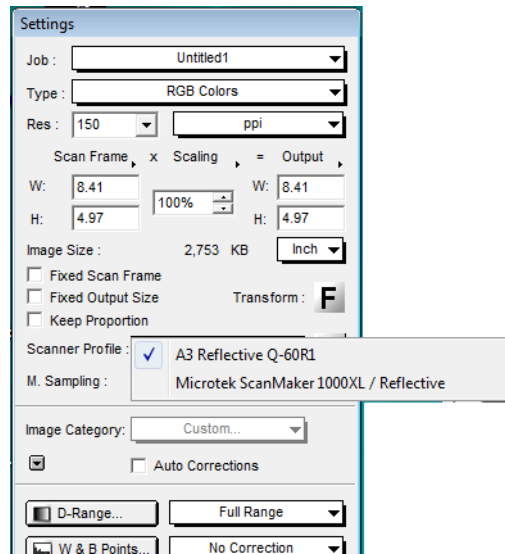 Settings
Job : Untitled1
Type : RGB Colors
Res : 150 ppi
Scan Frame x Scaling = Output
W: 8.41 100% W: 8.41
H: 4.97 H: 4.97
Image Size : 2,753 KB Inch
Fixed Scan Frame
Fixed Output Size Transform : F
Keep Proportion
Scanner Profile : A3 Reflective Q-60R1
M. Sampling : Microtek ScanMaker 1000XL / Reflective
Image Category: Custom...
Auto Corrections
D-Range... Full Range
W & B Points... No Correction